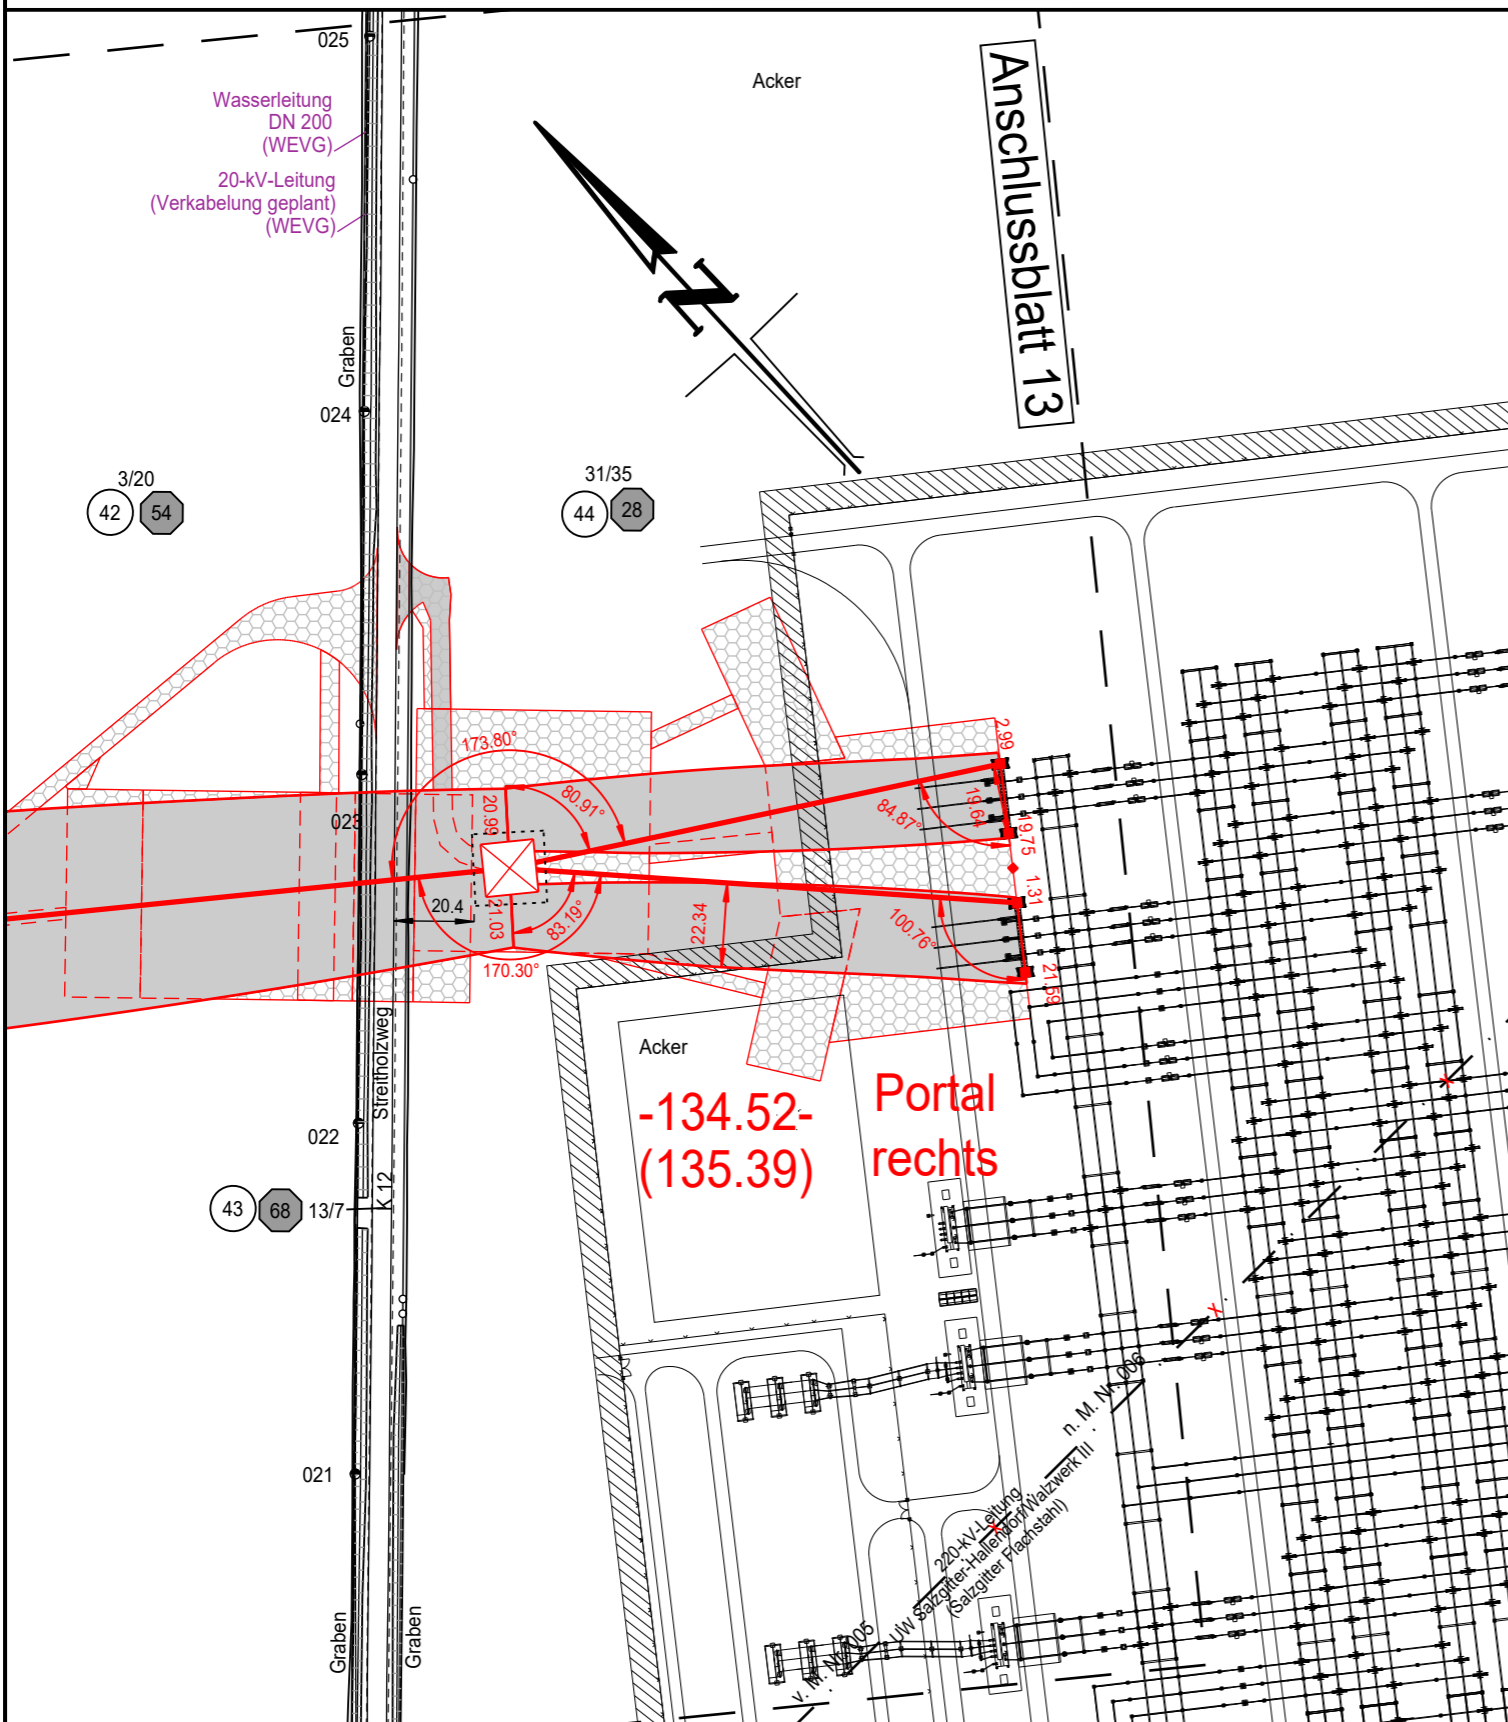 025
Acker
Wasserleitung
DN 200
(WEVG)
20-kV-Leitung
(Verkabelung geplant)
(WEVG)
Anschlussblatt 13
N
Graben
024
3/20
42
54
31/35
44
28
173.80°
80.91°
20.99
2.99
84.87°
19.64
19.75
023
20.4
21.03
83.19°
170.30°
22.34
1.31
100.76°
21.59
Streitholzweg
Acker
-134.52-
(135.39)
Portal
rechts
022
K 12
43
68
13/7
021
n. M. Nr. 006
220-kV-Leitung
UW Salzgitter-Hallendorf/Walzwerk III
(Salzgitter Flachstahl)
v. M. Nr. 005
Graben
Graben